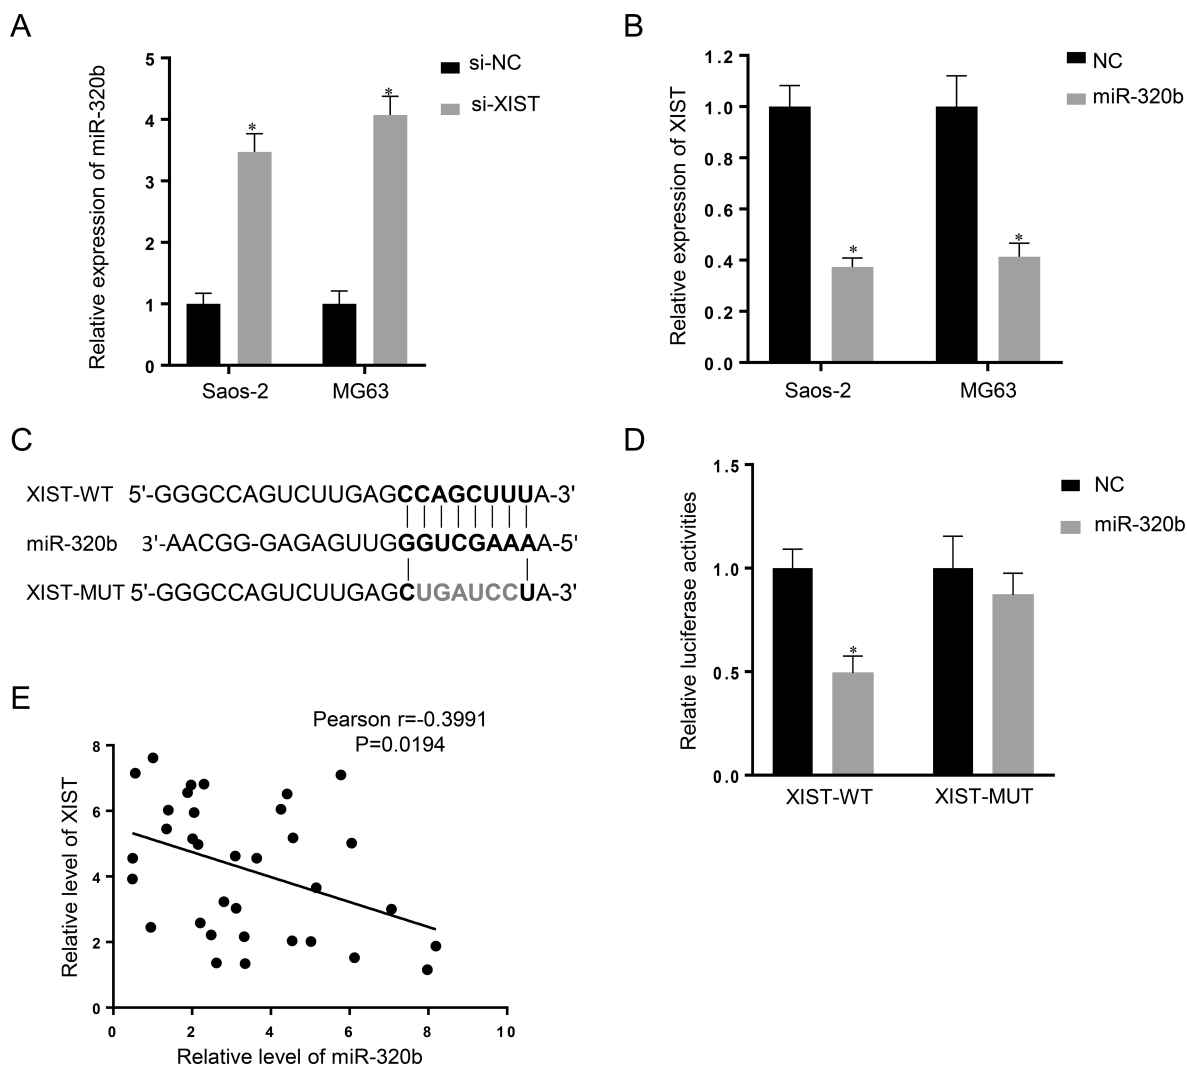 A
Relative expression of miR-320b
5
4
3
2
1
0
*
*
Saos-2
MG63
si-NC
si-XIST
B
Relative expression of XIST
1.2
1.0
0.8
0.6
0.4
0.2
0.0
*
*
Saos-2
MG63
NC
miR-320b
C
XIST-WT 5'-GGGCCAGUCUUGAGCCAGCUUUA-3'
miR-320b 3'-AACGG-GAGAGUUGGGUCGAAAA-5'
XIST-MUT 5'-GGGCCAGUCUUGAGCUGAUCCUA-3'
D
Relative luciferase activities
1.5
1.0
0.5
0.0
*
XIST-WT
XIST-MUT
NC
miR-320b
E
Pearson r=-0.3991
P=0.0194
Relative level of XIST
8
6
4
2
0
0 2 4 6 8 10
Relative level of miR-320b